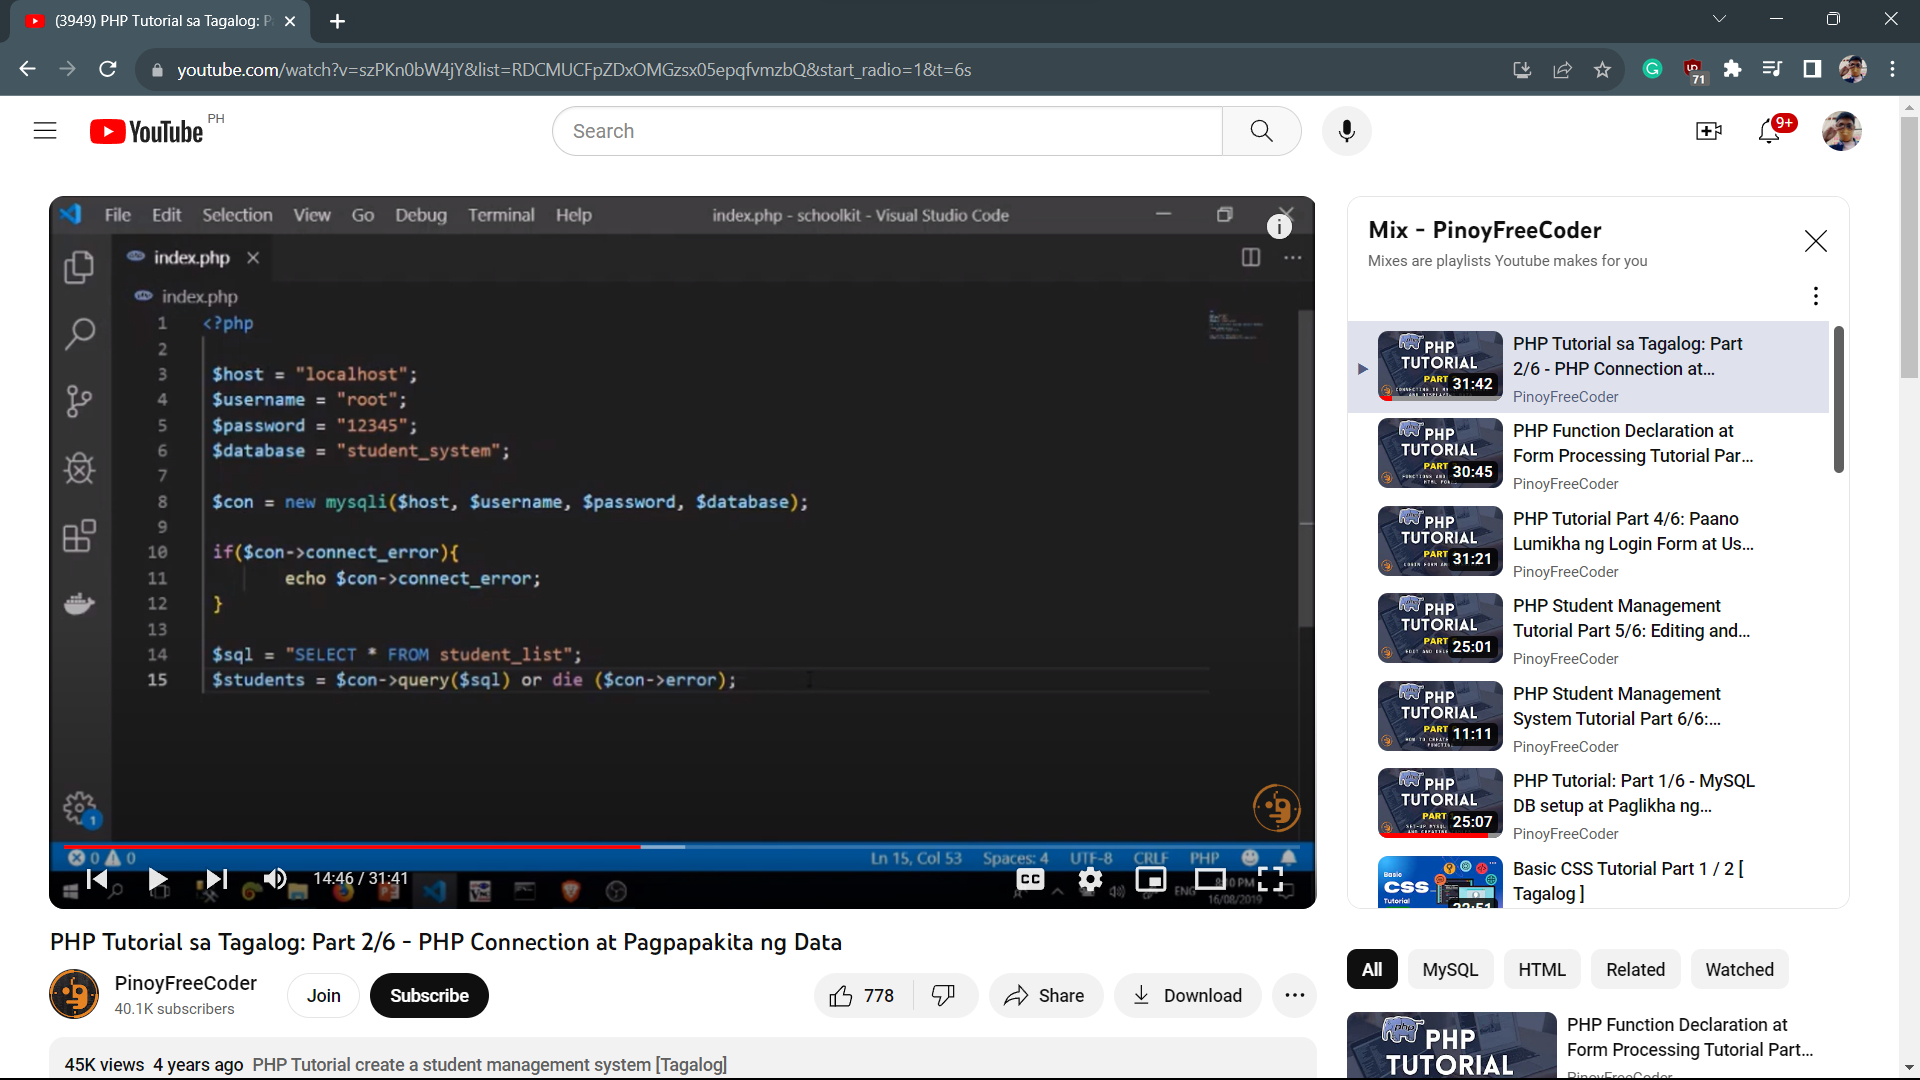 (3949) PHP Tutorial sa Tagalog: P
youtube.com/watch?v=szPKn0bW4jY&list=RDCMUCFpZDxOMGzsx05epqfvmzbQ&start_radio=1&t=6s
71
YouTube PH
Search
9+
File Edit Selection View Go Debug Terminal Help
index.php - schoolkit - Visual Studio Code
index.php
index.php
1 <?php
2
3 $host = "localhost";
4 $username = "root";
5 $password = "12345";
6 $database = "student_system";
7
8 $con = new mysqli($host, $username, $password, $database);
9
10 if($con->connect_error){
11 echo $con->connect_error;
12 }
13
14 $sql = "SELECT * FROM student_list";
15 $students = $con->query($sql) or die ($con->error);
1
0 0
Ln 15, Col 53 Spaces: 4 UTF-8 CRLF PHP
14:46 / 31:41
CC
ENG
16/08/2019
PHP Tutorial sa Tagalog: Part 2/6 - PHP Connection at Pagpapakita ng Data
PinoyFreeCoder
40.1K subscribers
Join
Subscribe
778
Share
Download
45K views 4 years ago PHP Tutorial create a student management system [Tagalog]
Mix - PinoyFreeCoder
Mixes are playlists Youtube makes for you
PHP
TUTORIAL
PART
31:42
PHP Tutorial sa Tagalog: Part
2/6 - PHP Connection at...
PinoyFreeCoder
PHP
TUTORIAL
PART
30:45
PHP Function Declaration at
Form Processing Tutorial Par...
PinoyFreeCoder
PHP
TUTORIAL
PART
31:21
PHP Tutorial Part 4/6: Paano
Lumikha ng Login Form at Us...
PinoyFreeCoder
PHP
TUTORIAL
PART
25:01
PHP Student Management
Tutorial Part 5/6: Editing and...
PinoyFreeCoder
PHP
TUTORIAL
PART
11:11
PHP Student Management
System Tutorial Part 6/6:...
PinoyFreeCoder
PHP
TUTORIAL
PART
25:07
PHP Tutorial: Part 1/6 - MySQL
DB setup at Paglikha ng...
PinoyFreeCoder
Basic
CSS
Tutorial
Basic CSS Tutorial Part 1 / 2 [
Tagalog ]
All
MySQL
HTML
Related
Watched
php
PHP
TUTORIAL
PHP Function Declaration at
Form Processing Tutorial Part...
PinoyFreeCoder